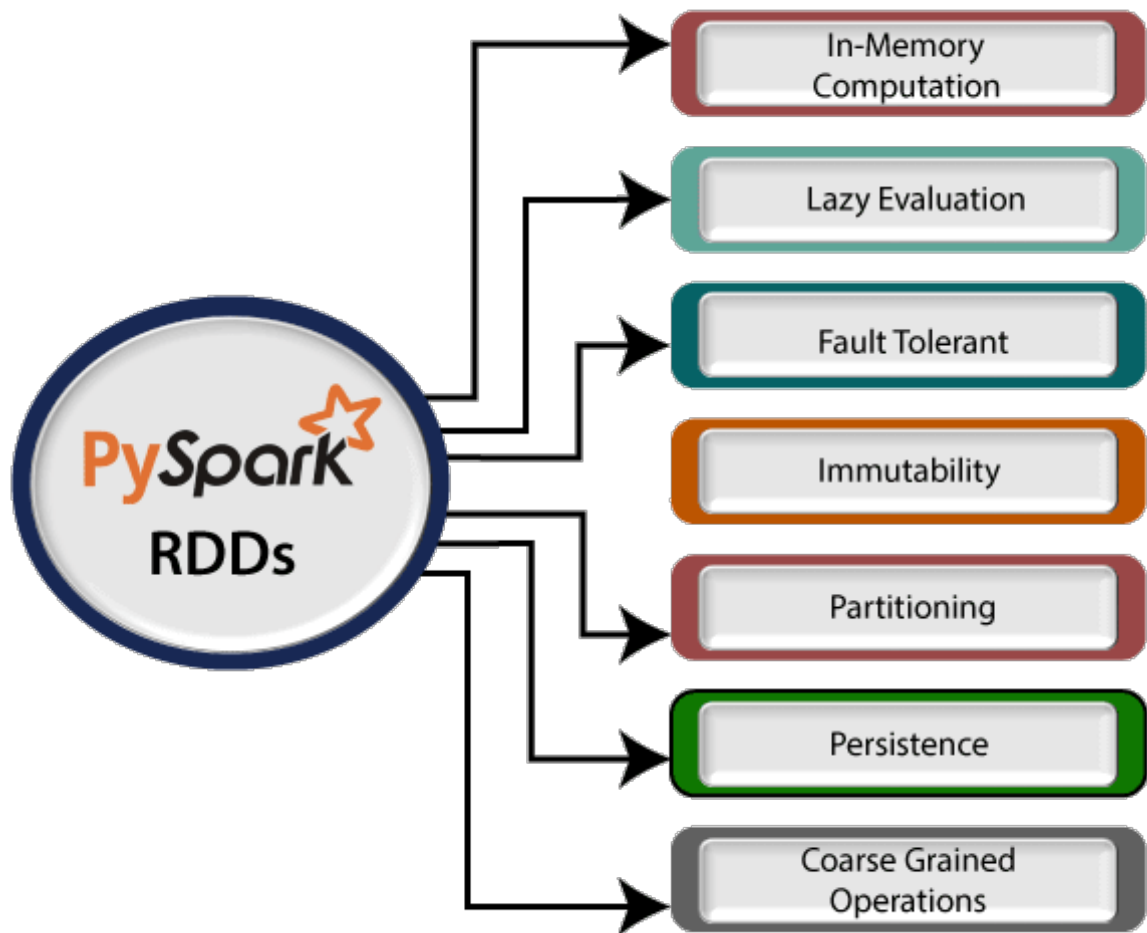 In-Memory
Computation
Lazy Evaluation
Fault Tolerant
PySpark
RDDs
Immutability
Partitioning
Persistence
Coarse Grained
Operations